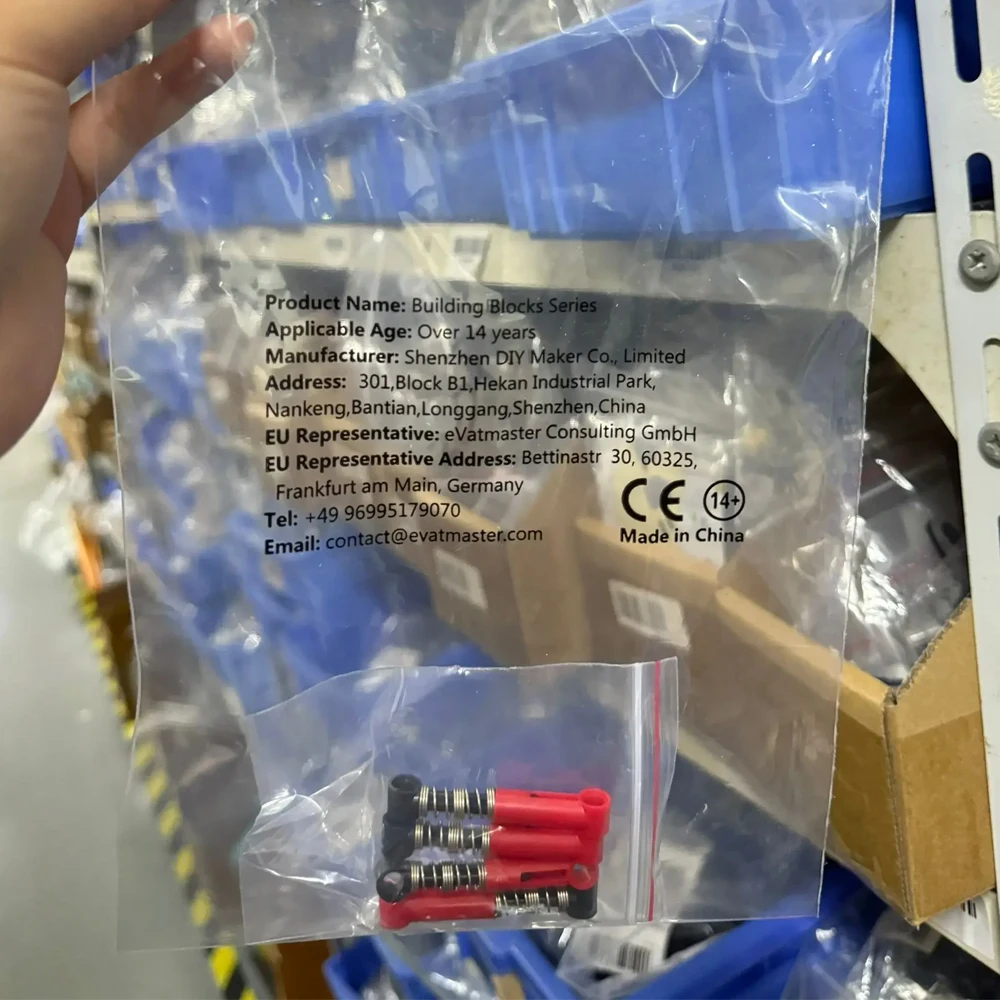 Product Name: Building Blocks Series
Applicable Age: Over 14 years
Manufacturer: Shenzhen DIY Maker Co., Limited
Address: 301,Block B1,Hekan Industrial Park,
Nankeng,Bantian,Longgang,Shenzhen,China
EU Representative: eVatmaster Consulting GmbH
EU Representative Address: Bettinastr 30, 60325,
Frankfurt am Main, Germany
Tel: +49 96995179070
Email: contact@evatmaster.com
CE 14+
Made in China